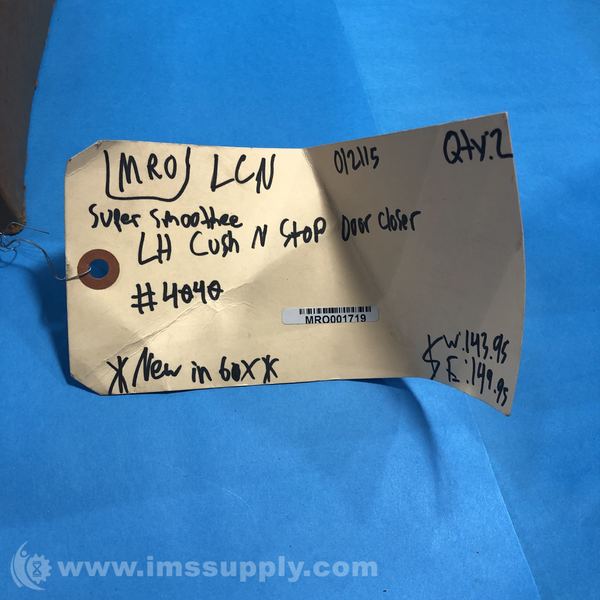 MRO LCN 012115 Qty:2
Super Smoothee
LH Cush N Stop Door Closer
#4040
MRO001719
*New in box*
$ W:143.95
E:149.95
www.imssupply.com